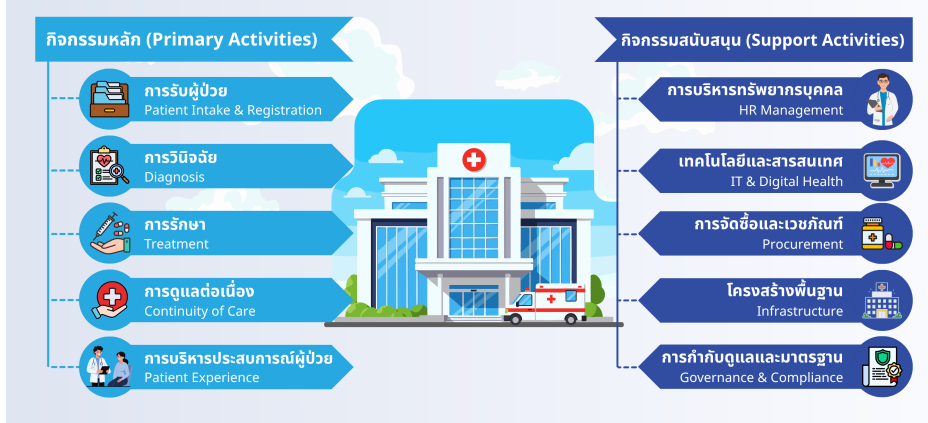 กิจกรรมหลัก (Primary Activities)
การรับผู้ป่วย
Patient Intake & Registration
การวินิจฉัย
Diagnosis
การรักษา
Treatment
การดูแลต่อเนื่อง
Continuity of Care
การบริหารประสบการณ์ผู้ป่วย
Patient Experience
กิจกรรมสนับสนุน (Support Activities)
การบริหารทรัพยากรบุคคล
HR Management
เทคโนโลยีและสารสนเทศ
IT & Digital Health
การจัดซื้อและเวชภัณฑ์
Procurement
โครงสร้างพื้นฐาน
Infrastructure
การกำกับดูแลและมาตรฐาน
Governance & Compliance